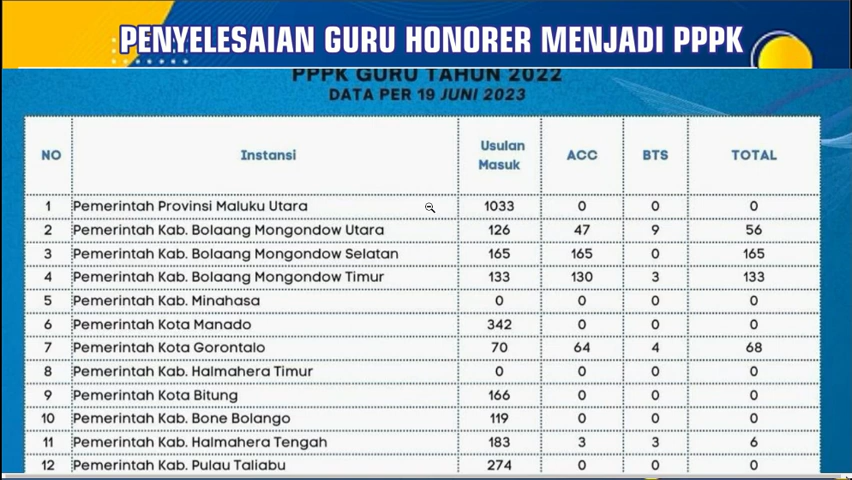 PENYELESAIAN GURU HONORER MENJADI PPPK
PPPK GURU TAHUN 2022
DATA PER 19 JUNI 2023
NO Instansi Usulan Masuk ACC BTS TOTAL
1 Pemerintah Provinsi Maluku Utara 1033 0 0 0
2 Pemerintah Kab. Bolaang Mongondow Utara 126 47 9 56
3 Pemerintah Kab. Bolaang Mongondow Selatan 165 165 0 165
4 Pemerintah Kab. Bolaang Mongondow Timur 133 130 3 133
5 Pemerintah Kab. Minahasa 0 0 0 0
6 Pemerintah Kota Manado 342 0 0 0
7 Pemerintah Kota Gorontalo 70 64 4 68
8 Pemerintah Kab. Halmahera Timur 0 0 0 0
9 Pemerintah Kota Bitung 166 0 0 0
10 Pemerintah Kab. Bone Bolango 119 0 0 0
11 Pemerintah Kab. Halmahera Tengah 183 3 3 6
12 Pemerintah Kab. Pulau Taliabu 274 0 0 0